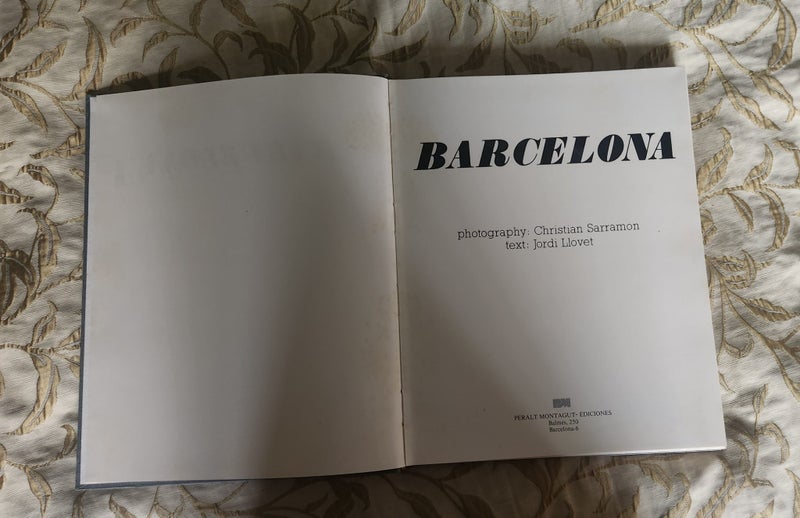 BARCELONA
photography: Christian Sarramon
text: Jordi Llovet
PERALT MONTAGUT- EDICIONES
Balmes, 250
Barcelona-6